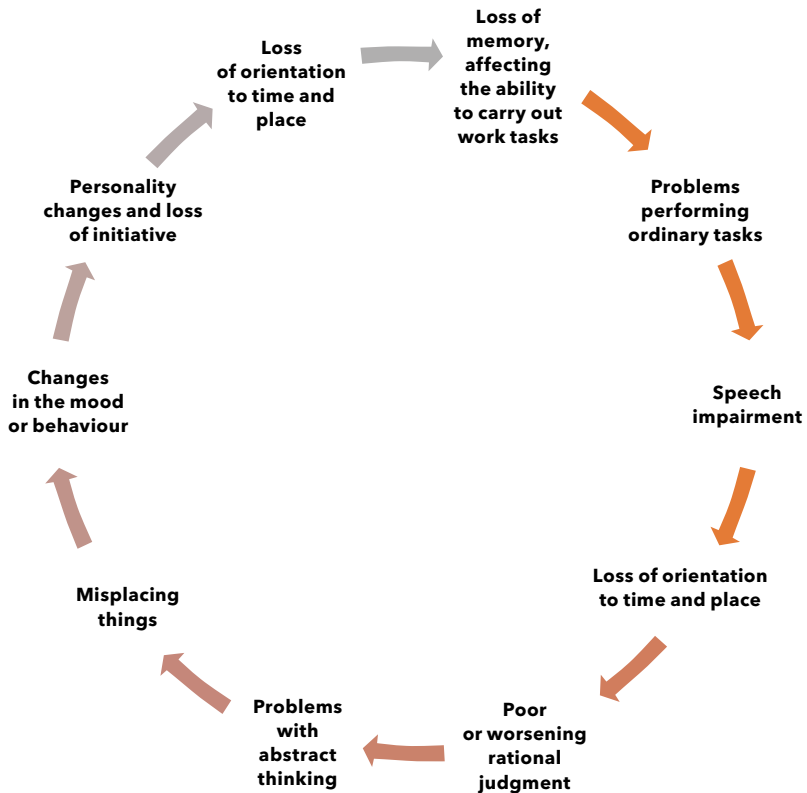 Loss of
memory,
affecting
the ability
to carry out
work tasks
Problems
performing
ordinary tasks
Speech
impairment
Loss of orientation
to time and place
Poor
or worsening
rational
judgment
Problems
with
abstract
thinking
Misplacing
things
Changes
in the mood
or behaviour
Personality
changes and loss
of initiative
Loss
of orientation
to time and
place